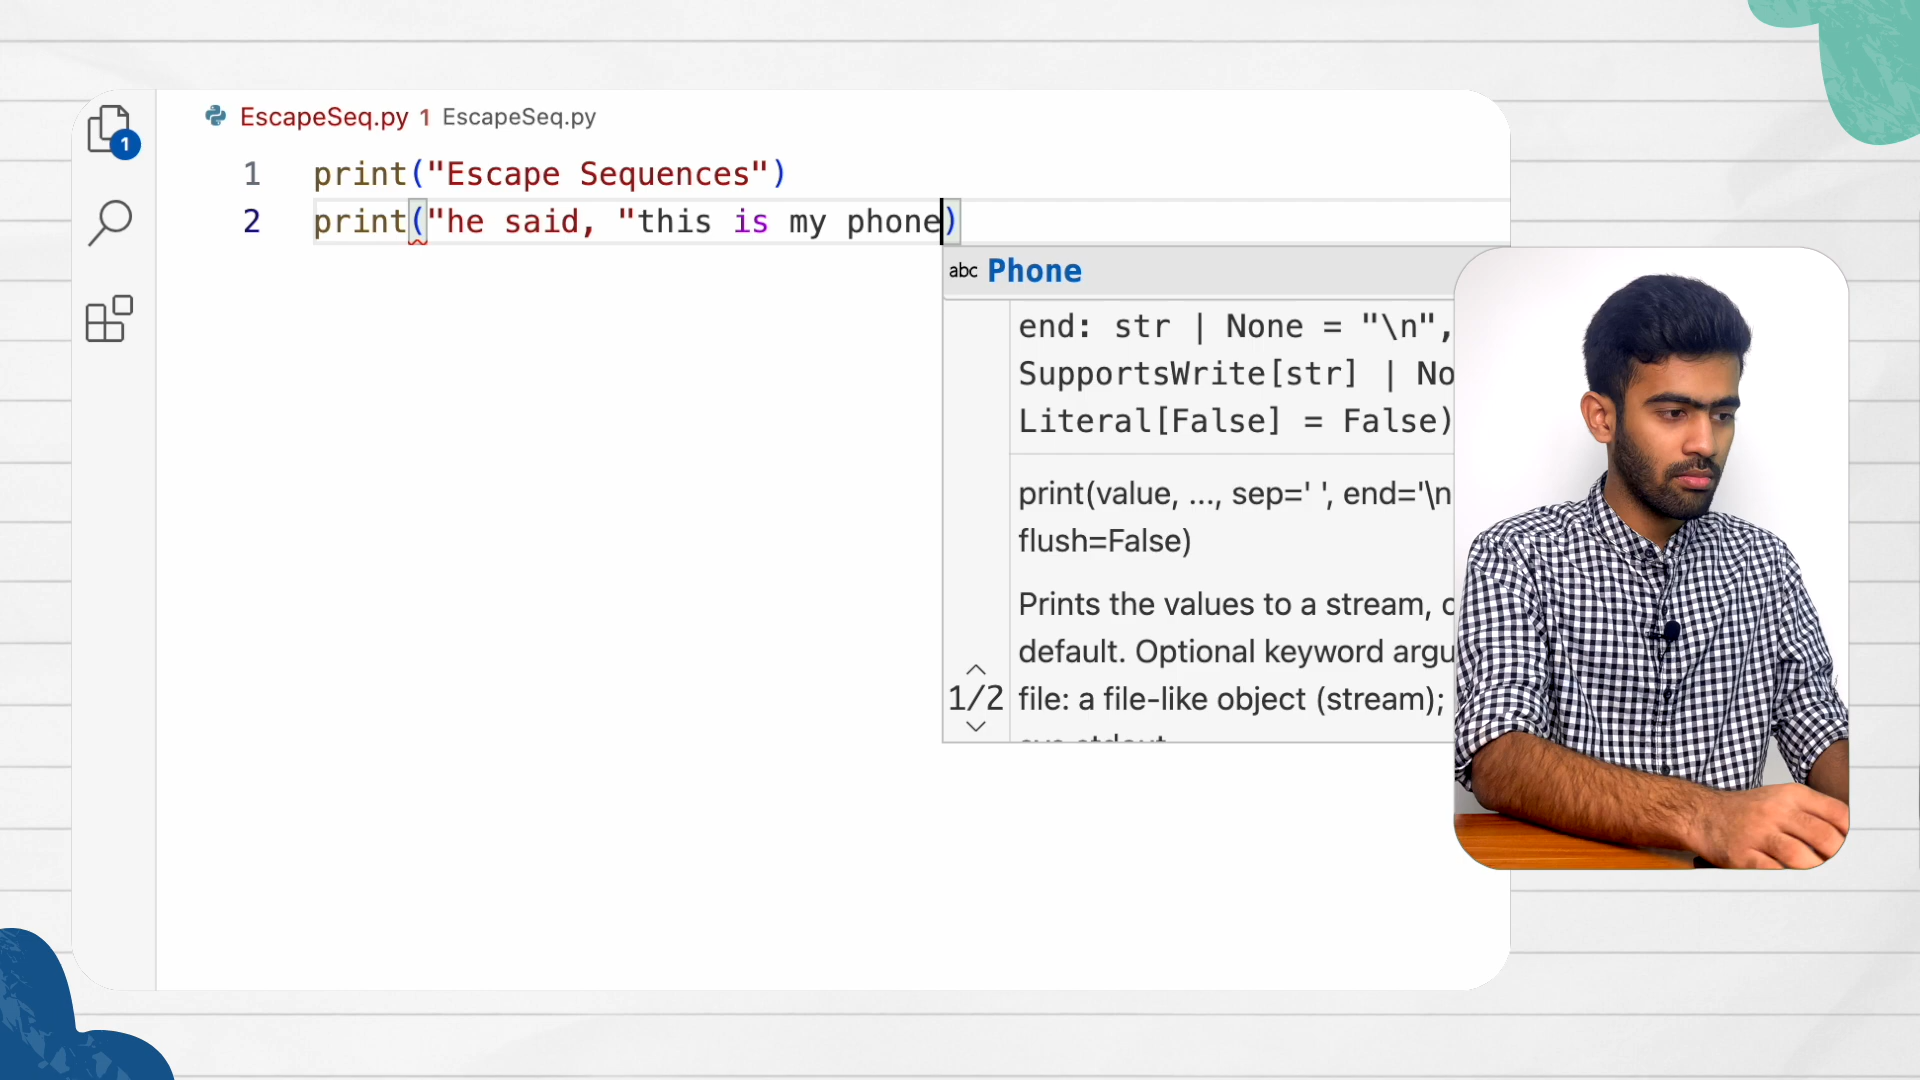 1
EscapeSeq.py 1 EscapeSeq.py
1 print("Escape Sequences")
2 print("he said, "this is my phone)
abc Phone
end: str | None = "\n",
SupportsWrite[str] | No
Literal[False] = False)
print(value, ..., sep=' ', end='\n
flush=False)
Prints the values to a stream, o
default. Optional keyword argu
1/2 file: a file-like object (stream);